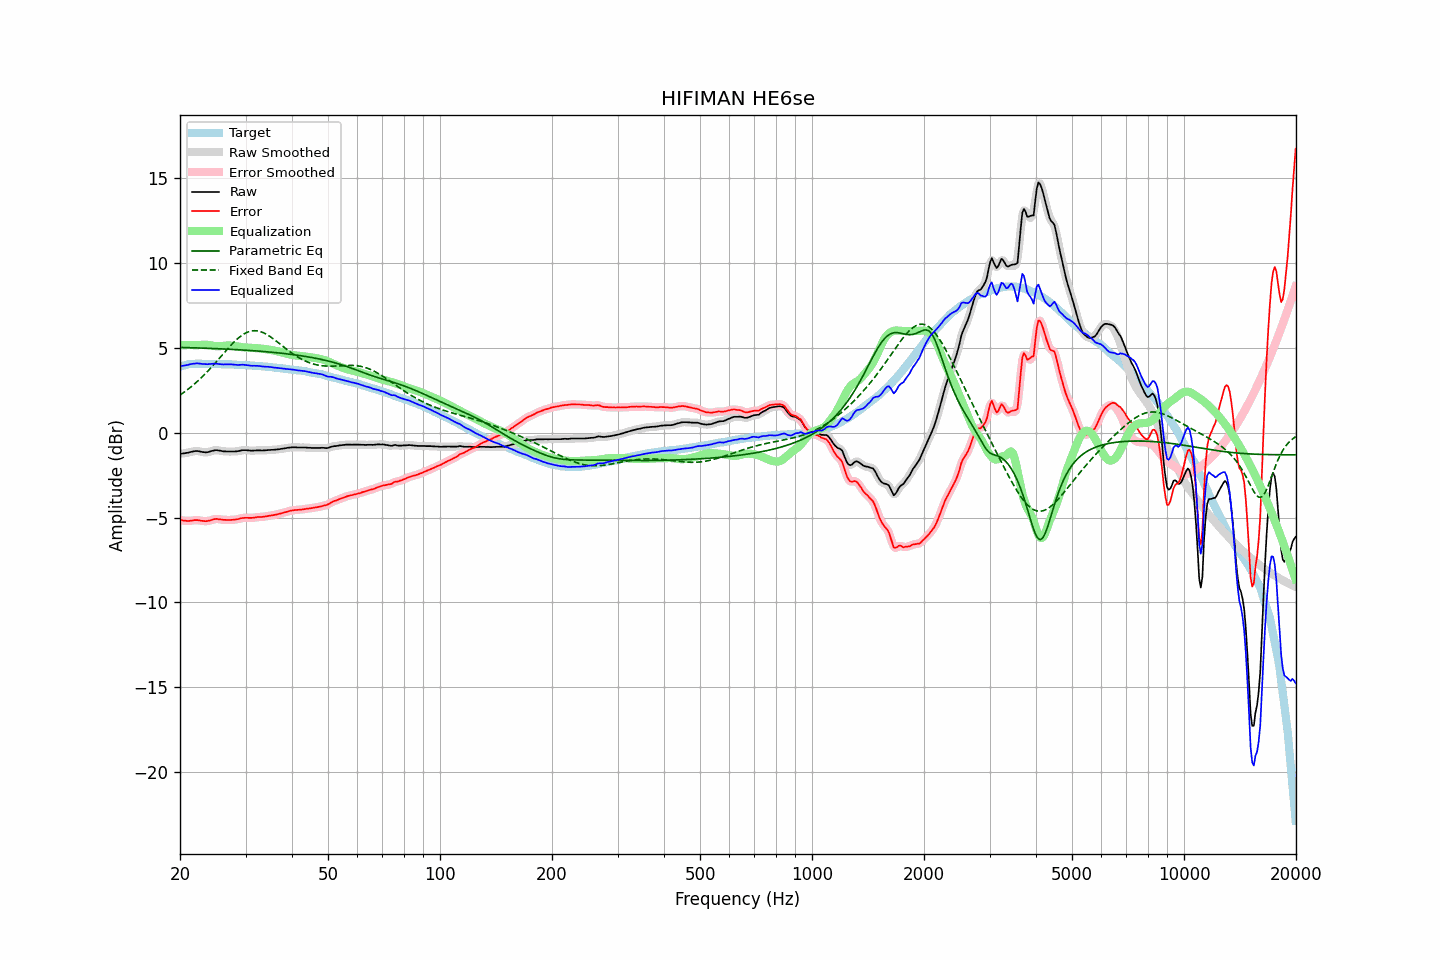 HIFIMAN HE6se
Target
Raw Smoothed
Error Smoothed
Raw
Error
Equalization
Parametric Eq
Fixed Band Eq
Equalized
Amplitude (dBr)
15
10
5
0
−5
−10
−15
−20
20 50 100 200 500 1000 2000 5000 10000 20000
Frequency (Hz)